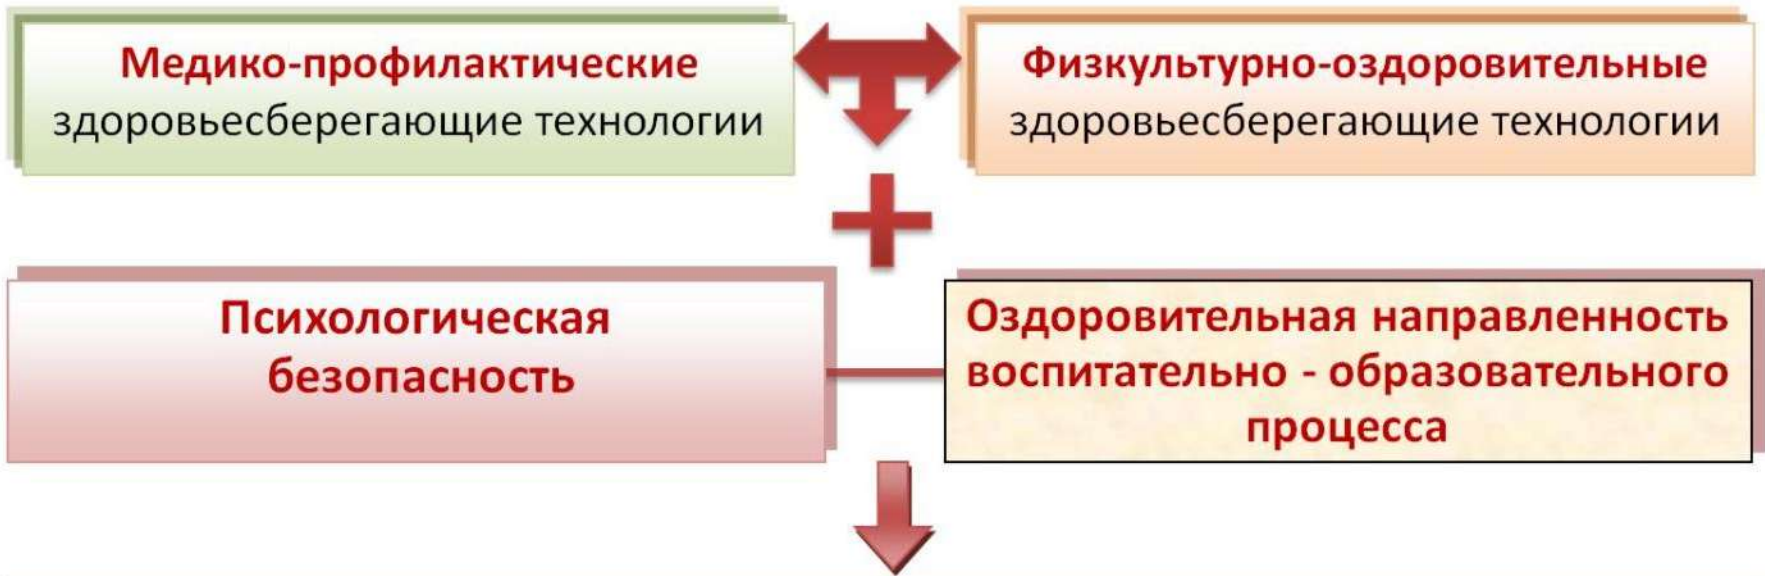 Медико-профилактические
здоровьесберегающие технологии
Физкультурно-оздоровительные
здоровьесберегающие технологии
Психологическая
безопасность
Оздоровительная направленность
воспитательно - образовательного
процесса